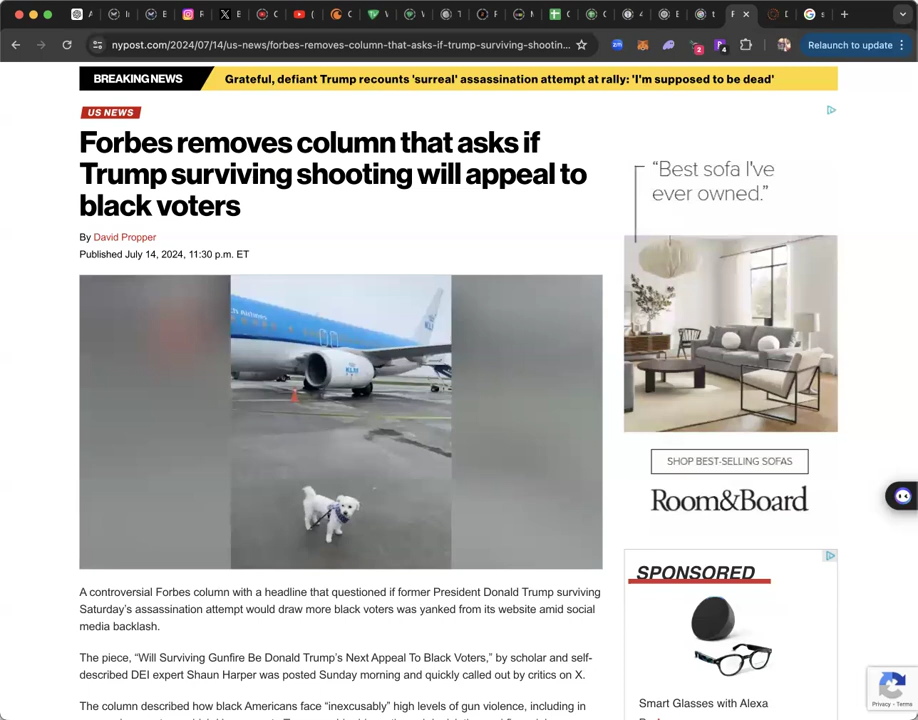 nypost.com/2024/07/14/us-news/forbes-removes-column-that-asks-if-trump-surviving-shootin...
Relaunch to update
BREAKING NEWS
Grateful, defiant Trump recounts 'surreal' assassination attempt at rally: 'I'm supposed to be dead'
US NEWS
Forbes removes column that asks if
Trump surviving shooting will appeal to
black voters
By David Propper
Published July 14, 2024, 11:30 p.m. ET
KLM
A controversial Forbes column with a headline that questioned if former President Donald Trump surviving
Saturday's assassination attempt would draw more black voters was yanked from its website amid social
media backlash.
The piece, "Will Surviving Gunfire Be Donald Trump's Next Appeal To Black Voters," by scholar and self-
described DEI expert Shaun Harper was posted Sunday morning and quickly called out by critics on X.
The column described how black Americans face "inexcusably" high levels of gun violence, including in
"Best sofa I've
ever owned."
SHOP BEST-SELLING SOFAS
Room&Board
SPONSORED
Smart Glasses with Alexa
Privacy - Terms